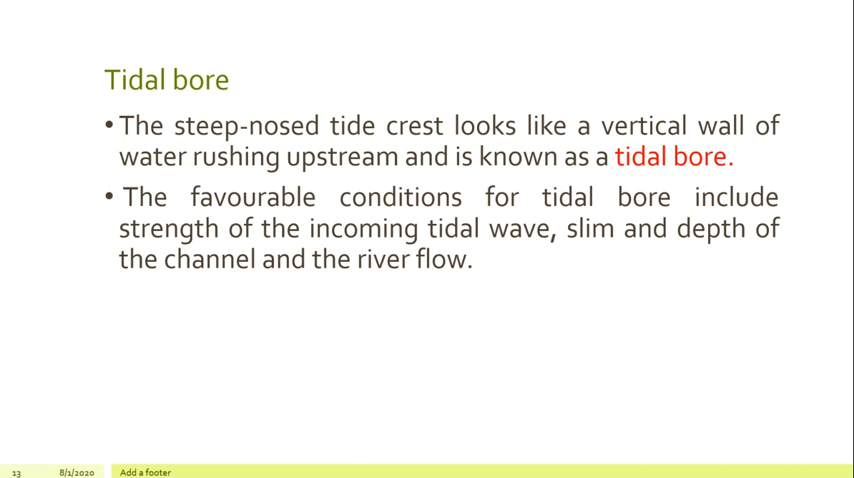 Tidal bore
• The steep-nosed tide crest looks like a vertical wall of
water rushing upstream and is known as a tidal bore.
• The favourable conditions for tidal bore include
strength of the incoming tidal wave, slim and depth of
the channel and the river flow.
13 8/1/2020 Add a footer